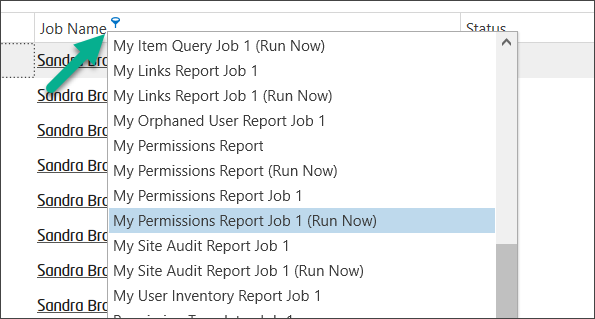 Job Name
Status
My Item Query Job 1 (Run Now)
Sandra Bro
My Links Report Job 1
My Links Report Job 1 (Run Now)
Sandra Bro
My Orphaned User Report Job 1
Sandra Bro
My Permissions Report
My Permissions Report (Run Now)
Sandra Bro
My Permissions Report Job 1
Sandra Bro
My Permissions Report Job 1 (Run Now)
Sandra Bro
My Site Audit Report Job 1
My Site Audit Report Job 1 (Run Now)
Sandra Bro
My User Inventory Report Job 1
Sandra Bro